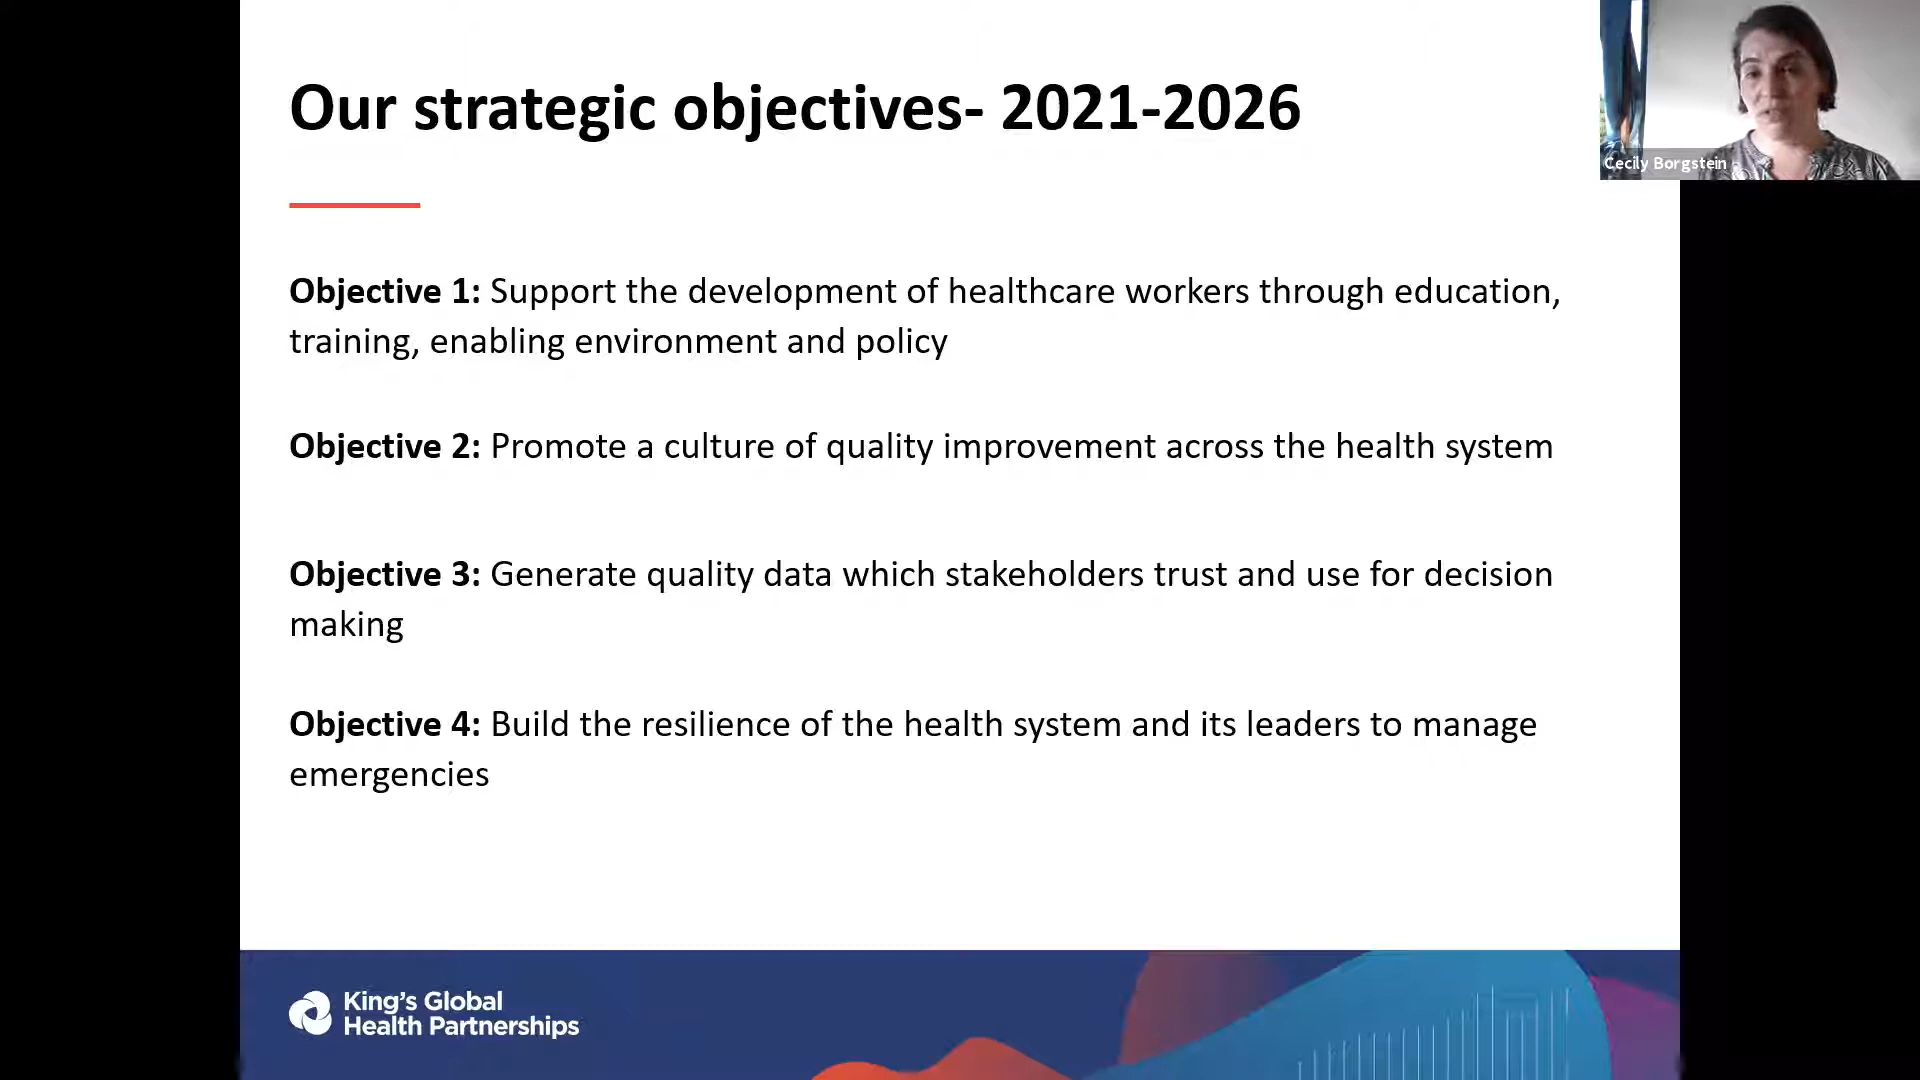 Our strategic objectives- 2021-2026
Cecily Borgstein
Objective 1: Support the development of healthcare workers through education,
training, enabling environment and policy
Objective 2: Promote a culture of quality improvement across the health system
Objective 3: Generate quality data which stakeholders trust and use for decision
making
Objective 4: Build the resilience of the health system and its leaders to manage
emergencies
King's Global
Health Partnerships